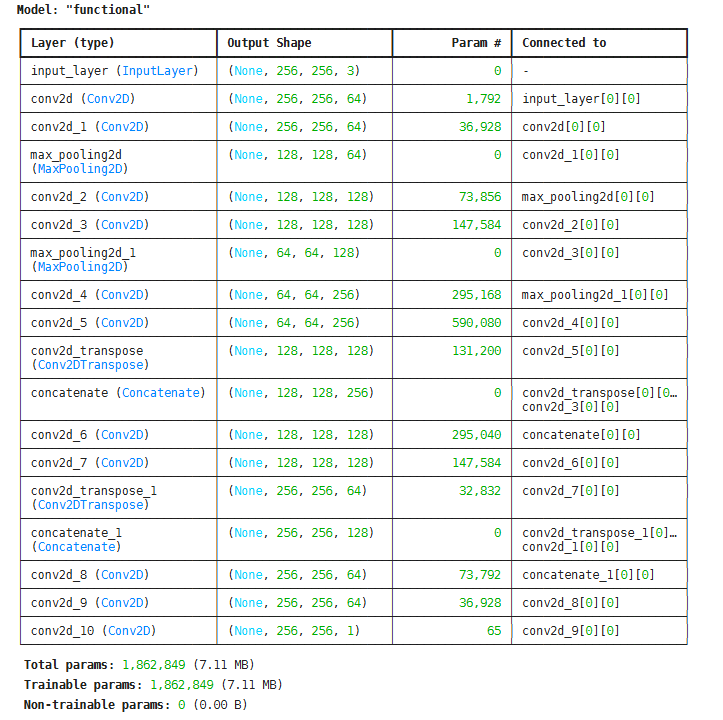 Model: "functional"
Layer (type) Output Shape Param # Connected to
input_layer (InputLayer) (None, 256, 256, 3) 0 -
conv2d (Conv2D) (None, 256, 256, 64) 1,792 input_layer[0][0]
conv2d_1 (Conv2D) (None, 256, 256, 64) 36,928 conv2d[0][0]
max_pooling2d (None, 128, 128, 64) 0 conv2d_1[0][0]
(MaxPooling2D)
conv2d_2 (Conv2D) (None, 128, 128, 128) 73,856 max_pooling2d[0][0]
conv2d_3 (Conv2D) (None, 128, 128, 128) 147,584 conv2d_2[0][0]
max_pooling2d_1 (None, 64, 64, 128) 0 conv2d_3[0][0]
(MaxPooling2D)
conv2d_4 (Conv2D) (None, 64, 64, 256) 295,168 max_pooling2d_1[0][0]
conv2d_5 (Conv2D) (None, 64, 64, 256) 590,080 conv2d_4[0][0]
conv2d_transpose (None, 128, 128, 128) 131,200 conv2d_5[0][0]
(Conv2DTranspose)
concatenate (Concatenate) (None, 128, 128, 256) 0 conv2d_transpose[0][0…
conv2d_3[0][0]
conv2d_6 (Conv2D) (None, 128, 128, 128) 295,040 concatenate[0][0]
conv2d_7 (Conv2D) (None, 128, 128, 128) 147,584 conv2d_6[0][0]
conv2d_transpose_1 (None, 256, 256, 64) 32,832 conv2d_7[0][0]
(Conv2DTranspose)
concatenate_1 (None, 256, 256, 128) 0 conv2d_transpose_1[0]…
(Concatenate) conv2d_1[0][0]
conv2d_8 (Conv2D) (None, 256, 256, 64) 73,792 concatenate_1[0][0]
conv2d_9 (Conv2D) (None, 256, 256, 64) 36,928 conv2d_8[0][0]
conv2d_10 (Conv2D) (None, 256, 256, 1) 65 conv2d_9[0][0]
Total params: 1,862,849 (7.11 MB)
Trainable params: 1,862,849 (7.11 MB)
Non-trainable params: 0 (0.00 B)